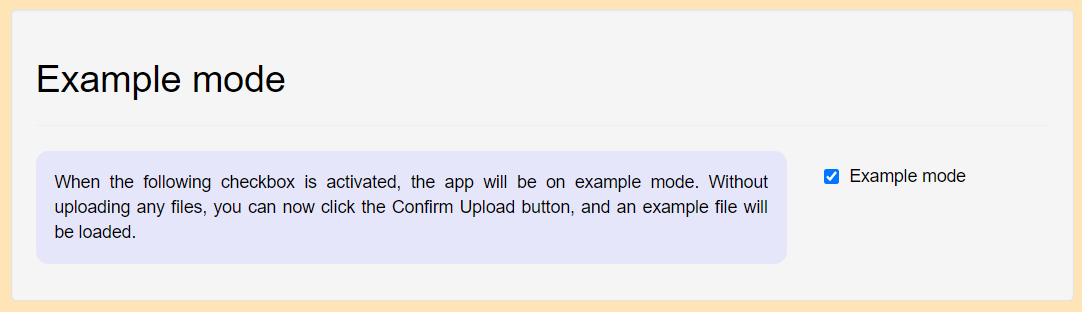 Example mode
When the following checkbox is activated, the app will be on example mode. Without
uploading any files, you can now click the Confirm Upload button, and an example file will
be loaded.
Example mode